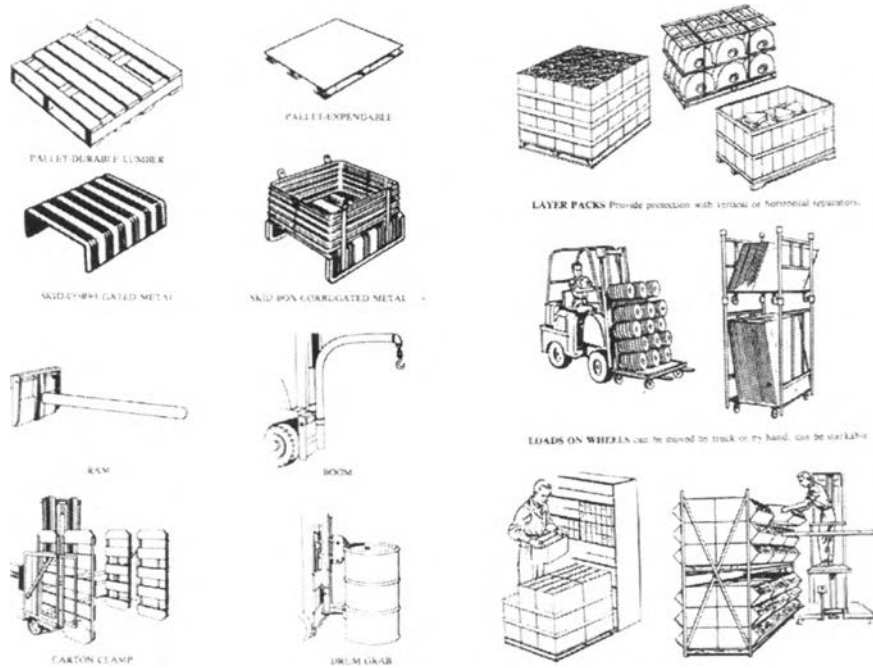 PALLET-DURABLE LUMBER
PALLET-EXPENDABLE
SKID-CORRUGATED METAL
SKID BOX-CORRUGATED METAL
RAM
BOOM
CARTON CLAMP
DRUM GRAB
LAYER PACKS Provide protection with vertical or horizontal separators.
LOADS ON WHEELS can be moved by truck or by hand, can be stackable